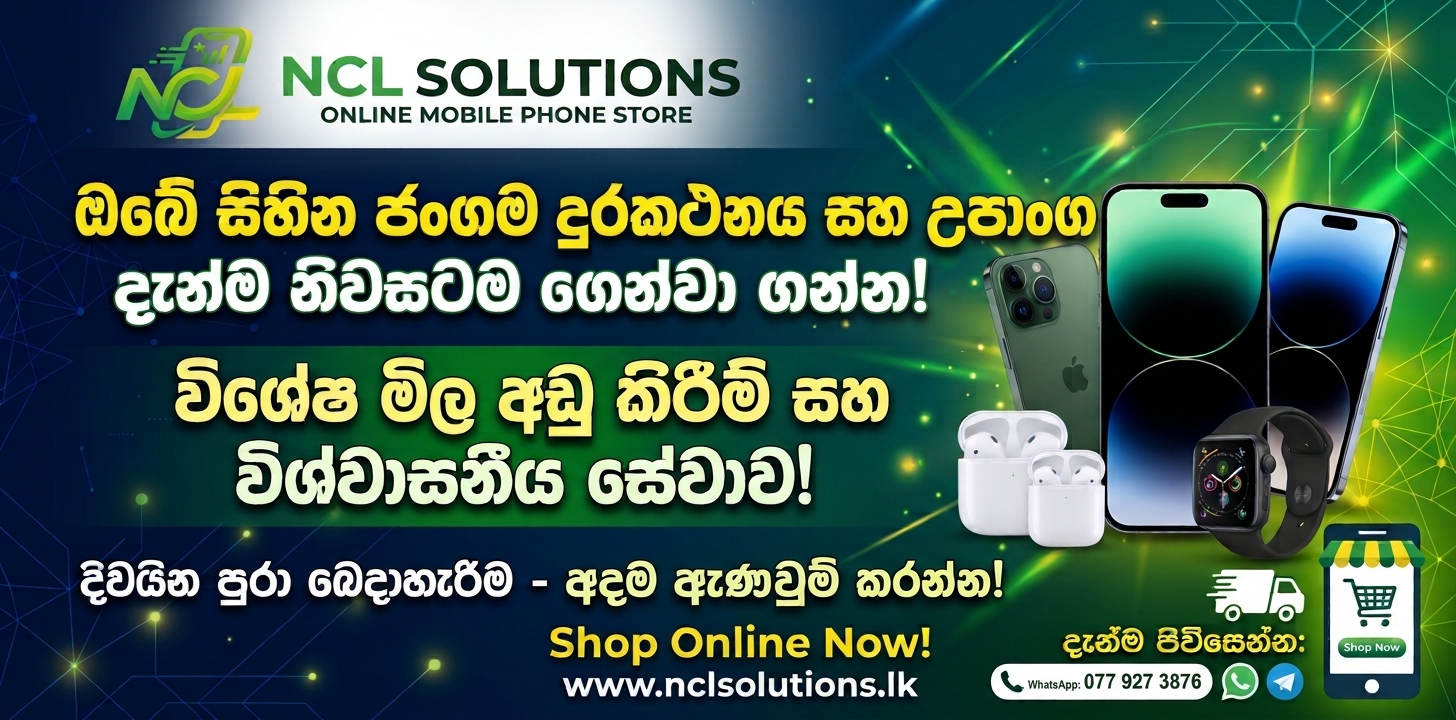 NCL
NCL SOLUTIONS
ONLINE MOBILE PHONE STORE
ඔබේ සිහින ජංගම දුරකථනය සහ උපාංග
දැන්ම නිවසටම ගෙන්වා ගන්න!
විශේෂ මිල අඩු කිරීම් සහ
විශ්වාසනීය සේවාව!
දිවයින පුරා බෙදාහැරීම - අදම ඇණවුම් කරන්න!
Shop Online Now!
www.nclsolutions.lk
දැන්ම පිවිසෙන්න:
WhatsApp: 077 927 3876
Shop Now